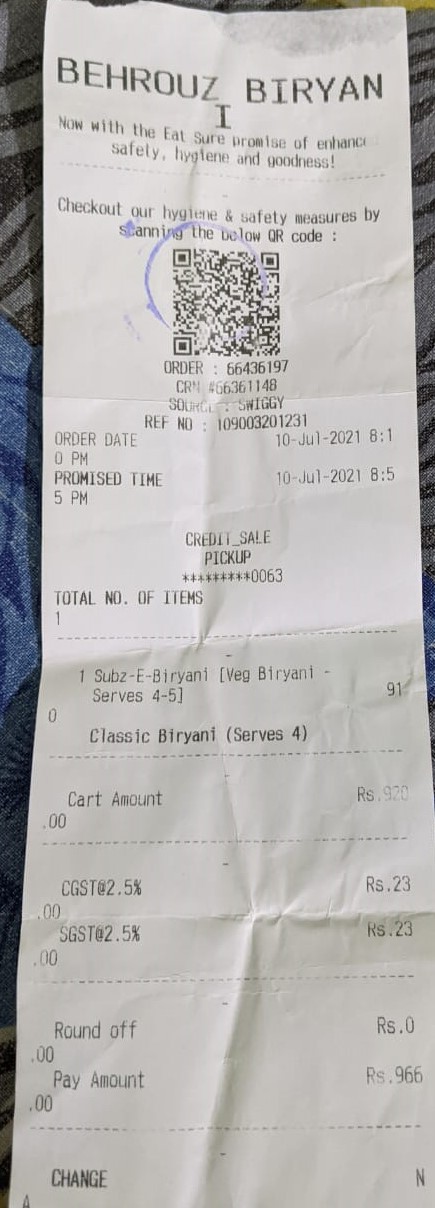 BEHROUZ BIRYAN
I
Now with the Eat Sure promise of enhanc
safety, hygiene and goodness!
Checkout our hygiene & safety measures by
scanning the below QR code :
ORDER : 66436197
CRN #66361148
SOURCE : SWIGGY
REF NO : 109003201231
ORDER DATE 10-Jul-2021 8:1
0 PM
PROMISED TIME 10-Jul-2021 8:5
5 PM
CREDIT_SALE
PICKUP
*********0063
TOTAL NO. OF ITEMS
1
1 Subz-E-Biryani [Veg Biryani -
Serves 4-5] 91
0
Classic Biryani (Serves 4)
Cart Amount Rs.920
.00
CGST@2.5% Rs.23
.00
SGST@2.5% Rs.23
.00
Round off Rs.0
.00
Pay Amount Rs.966
.00
CHANGE N
A